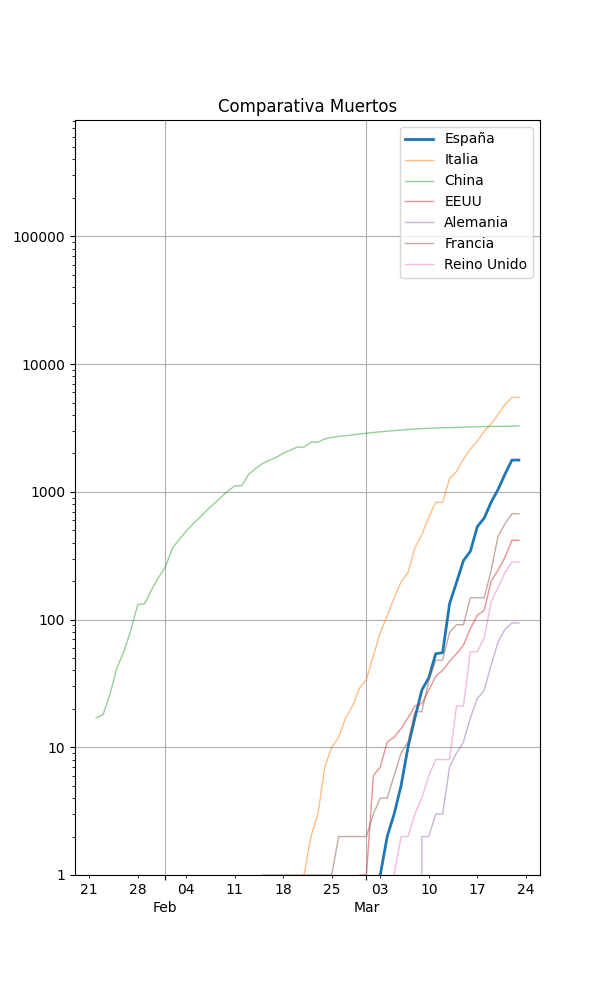 Comparativa Muertos
España
Italia
China
EEUU
Alemania
Francia
Reino Unido
100000
10000
1000
100
10
1
21 28 04 11 18 25 03 10 17 24
Feb Mar